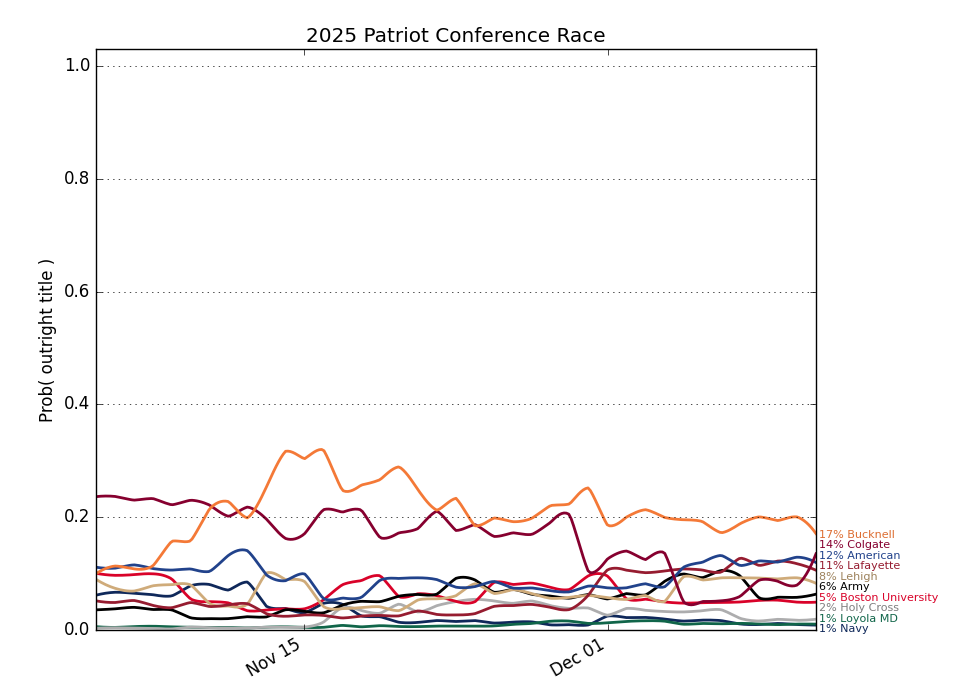 2025 Patriot Conference Race
Prob( outright title )
1.0
0.8
0.6
0.4
0.2
0.0
Nov 15
Dec 01
17% Bucknell
14% Colgate
12% American
11% Lafayette
8% Lehigh
6% Army
5% Boston University
2% Holy Cross
1% Loyola MD
1% Navy